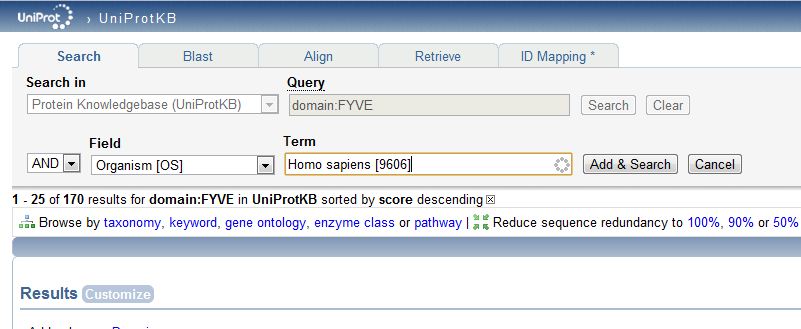 UniProt › UniProtKB
Search Blast Align Retrieve ID Mapping *
Search in Query
Protein Knowledgebase (UniProtKB) domain:FYVE Search Clear
Field Term
AND Organism [OS] Homo sapiens [9606] Add & Search Cancel
1 - 25 of 170 results for domain:FYVE in UniProtKB sorted by score descending
Browse by taxonomy, keyword, gene ontology, enzyme class or pathway | Reduce sequence redundancy to 100%, 90% or 50%
Results Customize